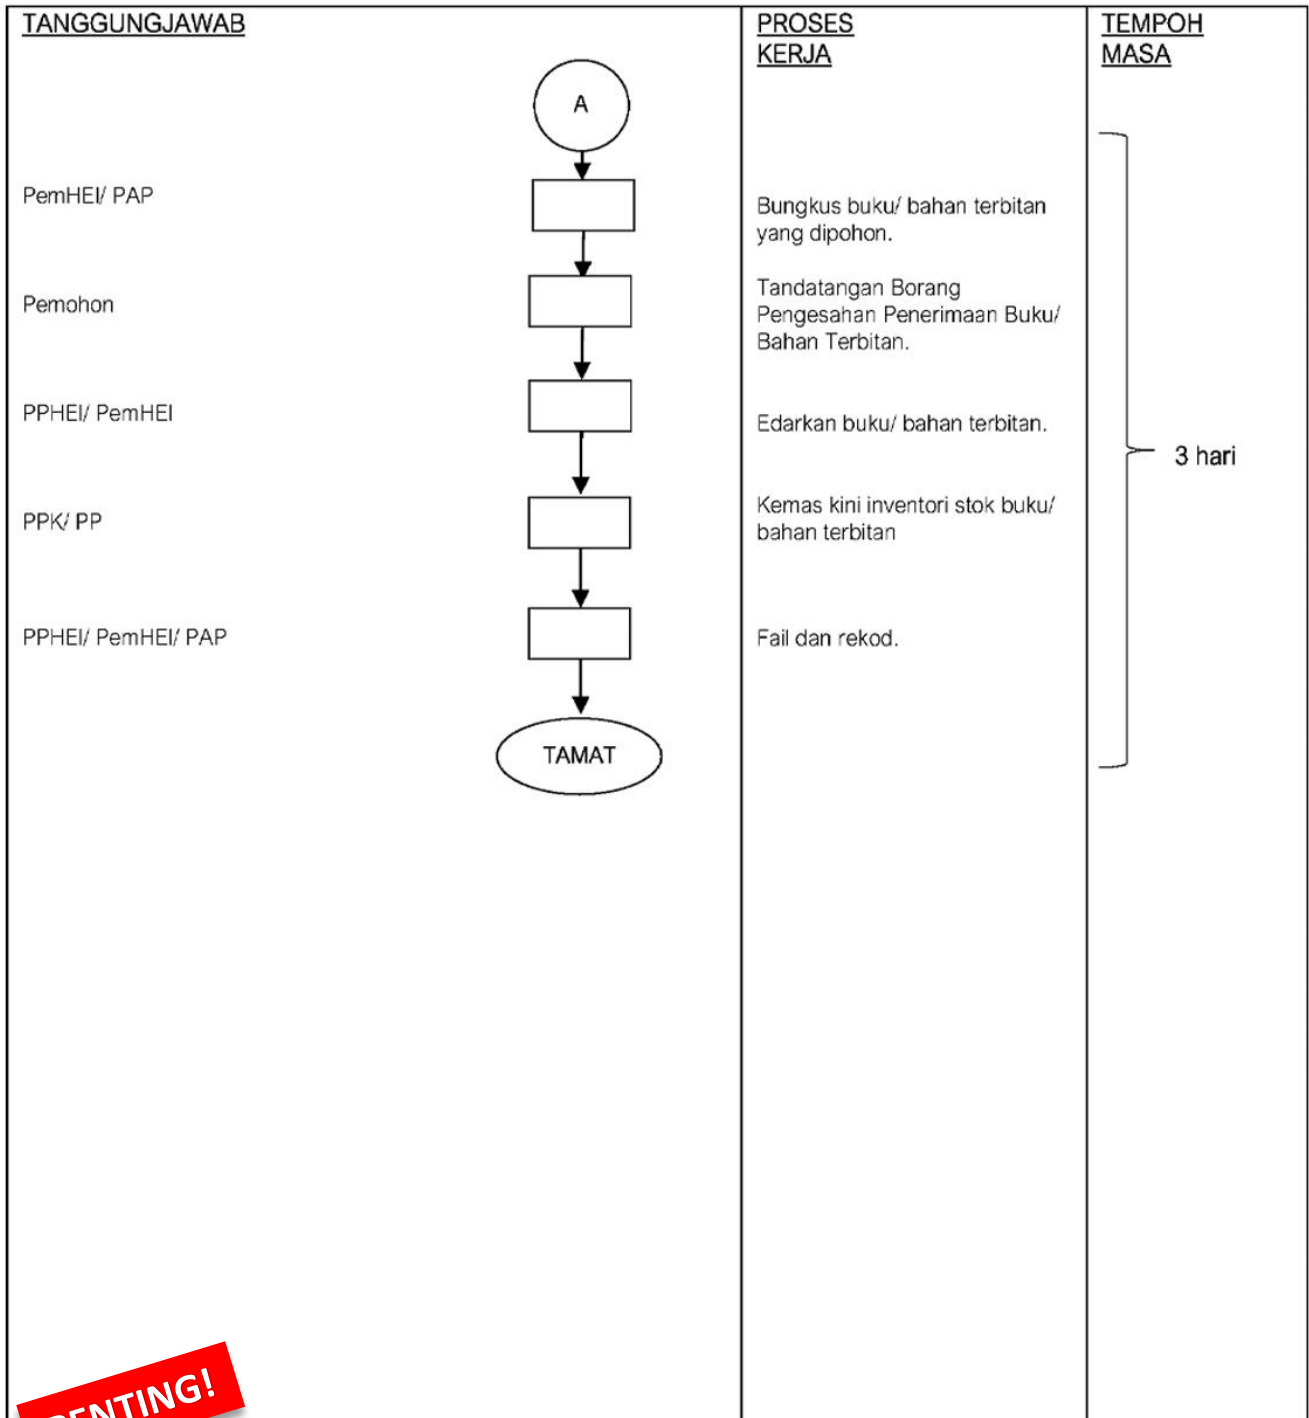 TANGGUNGJAWAB
PROSES
KERJA
TEMPOH
MASA
A
PemHEI/ PAP
Bungkus buku/ bahan terbitan
yang dipohon.
Pemohon
Tandatangan Borang
Pengesahan Penerimaan Buku/
Bahan Terbitan.
PPHEI/ PemHEI
Edarkan buku/ bahan terbitan.
3 hari
PPK/ PP
Kemas kini inventori stok buku/
bahan terbitan
PPHEI/ PemHEI/ PAP
Fail dan rekod.
TAMAT
PENTING!